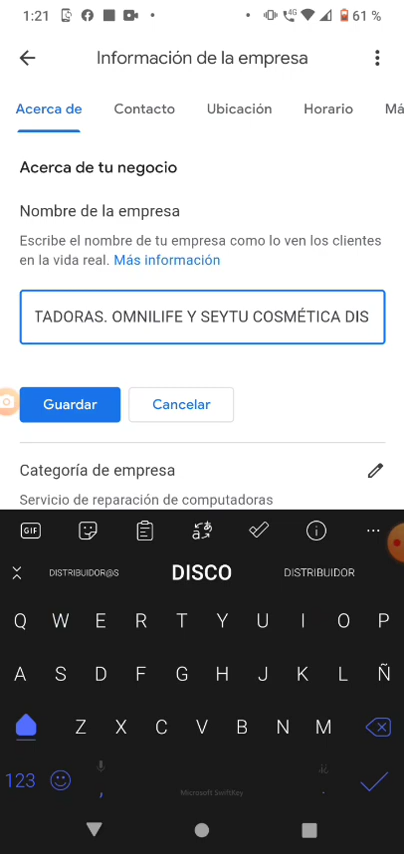 1:21
4G
61 %
Información de la empresa
Acerca de
Contacto
Ubicación
Horario
Má
Acerca de tu negocio
Nombre de la empresa
Escribe el nombre de tu empresa como lo ven los clientes
en la vida real. Más información
TADORAS. OMNILIFE Y SEYTU COSMÉTICA DIS
Guardar
Cancelar
Categoría de empresa
Servicio de reparación de computadoras
GIF
DISTRIBUIDOR@S
DISCO
DISTRIBUIDOR
Q W E R T Y U I O P
A S D F G H J K L Ñ
Z X C V B N M
123
,
Microsoft SwiftKey
.